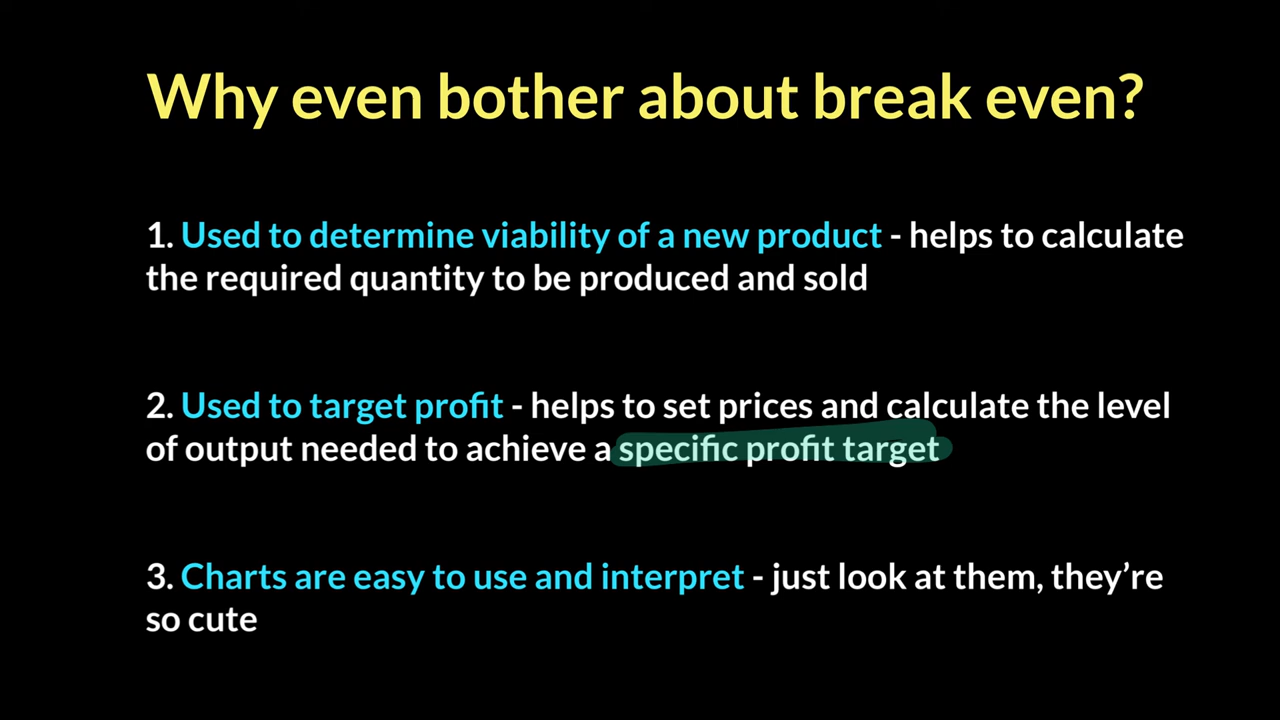 Why even bother about break even?
1. Used to determine viability of a new product - helps to calculate
the required quantity to be produced and sold
2. Used to target profit - helps to set prices and calculate the level
of output needed to achieve a specific profit target
3. Charts are easy to use and interpret - just look at them, they’re
so cute